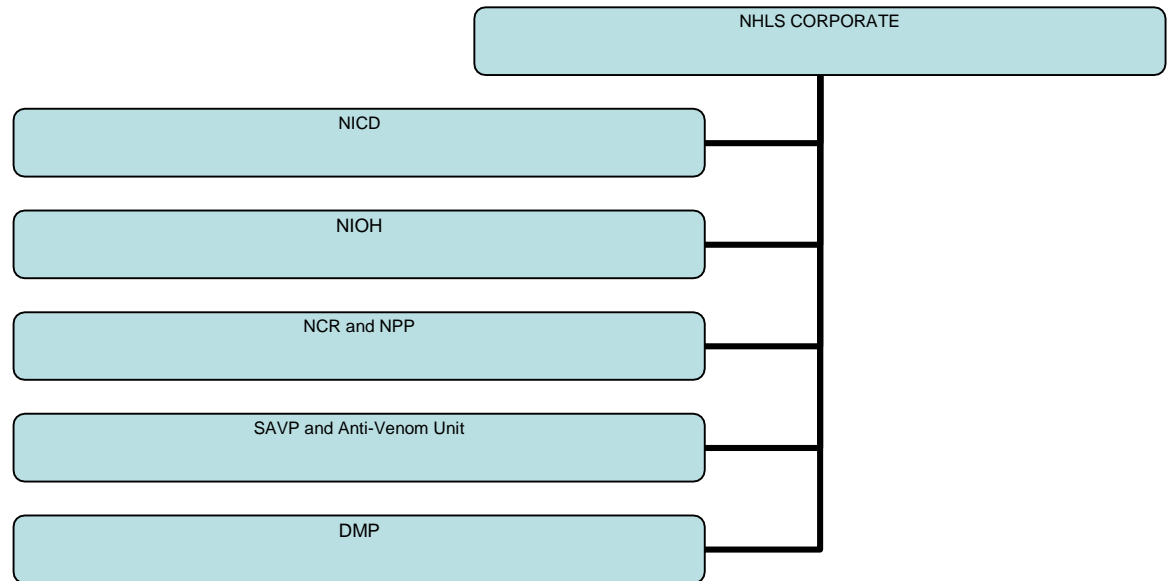 NHLS CORPORATE
NICD
NIOH
NCR and NPP
SAVP and Anti-Venom Unit
DMP